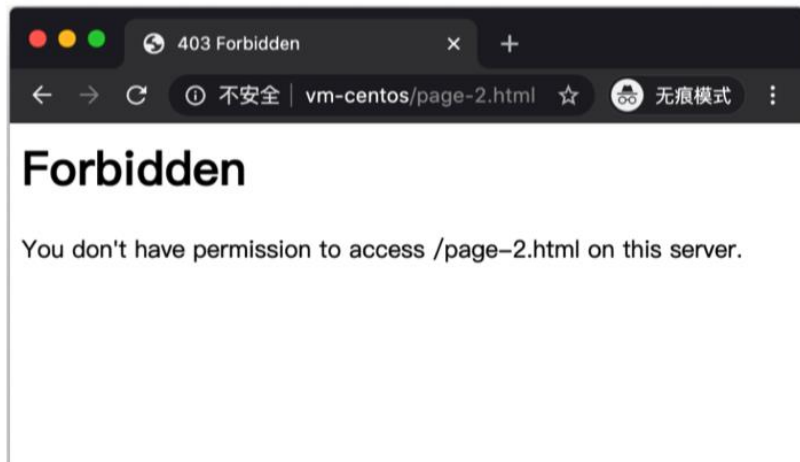 403 Forbidden
不安全 vm-centos/page-2.html 无痕模式
Forbidden
You don't have permission to access /page-2.html on this server.